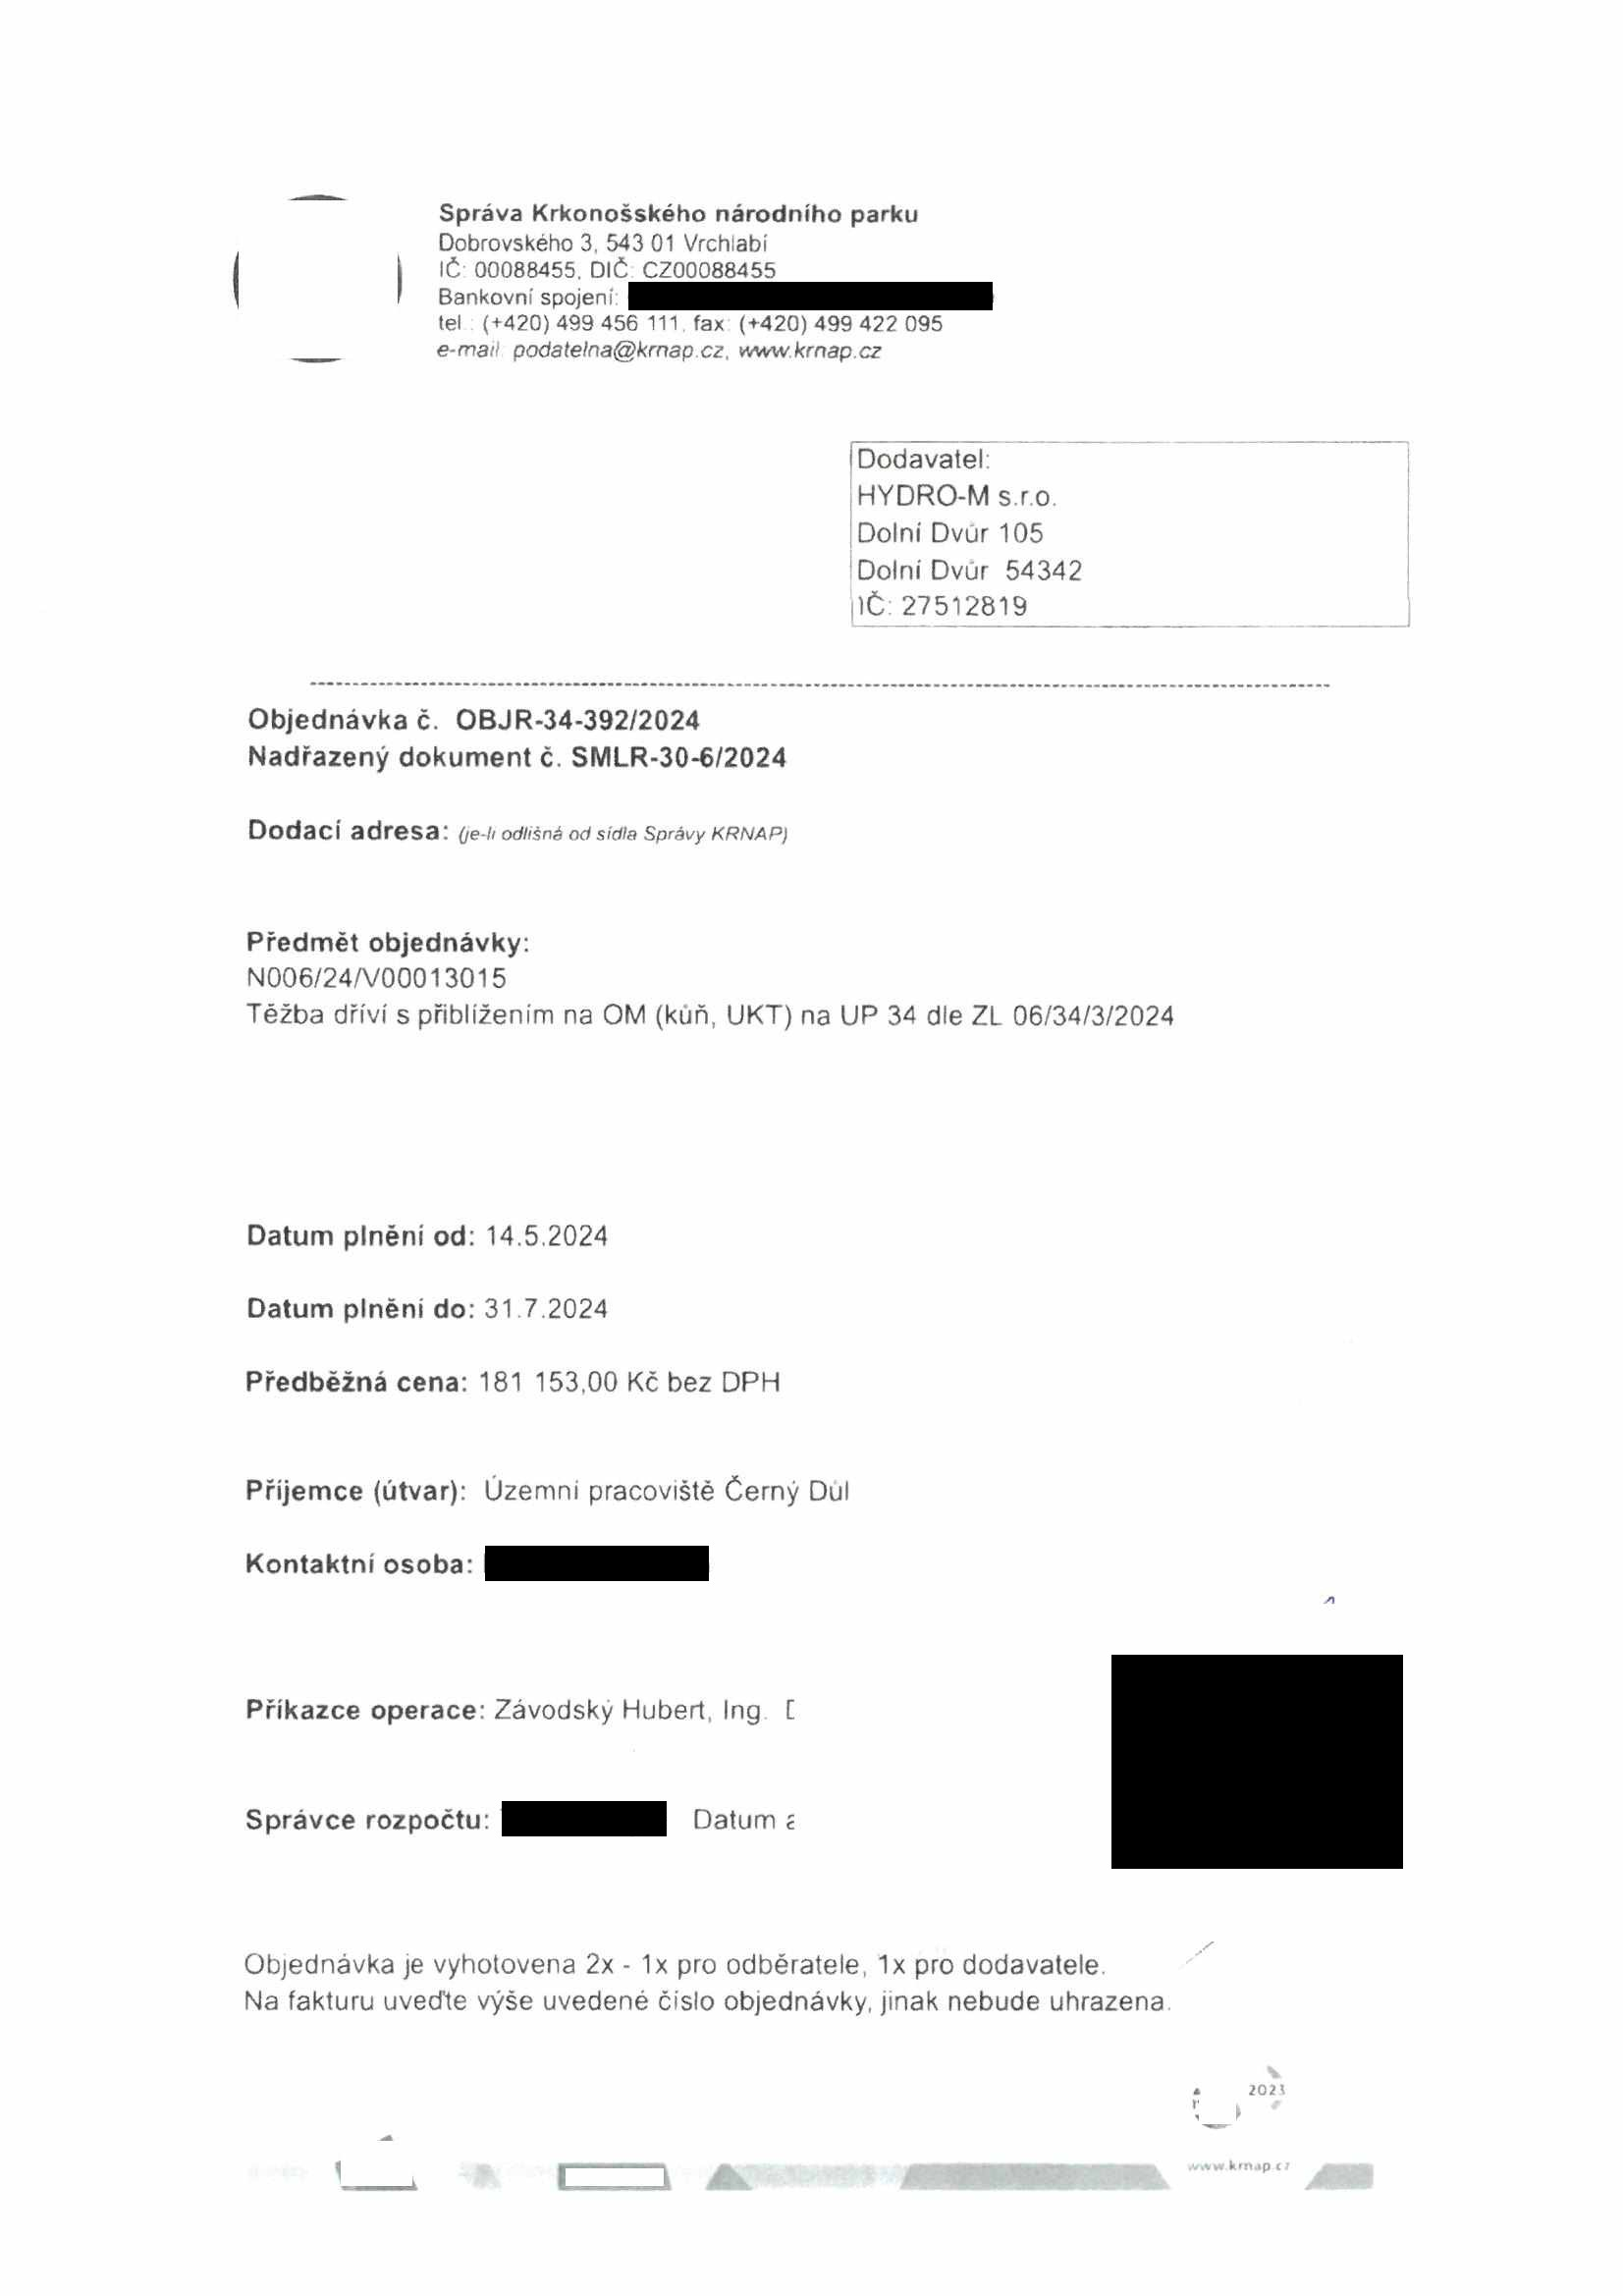 Správa Krkonošského národního parku
Dobrovského 3, 543 01 Vrchlabí
IČ: 00088455, DIČ: CZ00088455
Bankovní spojení:
tel.: (+420) 499 456 111, fax: (+420) 499 422 095
e-mail: podatelna@krnap.cz, www.krnap.cz
Dodavatel:
HYDRO-M s.r.o.
Dolní Dvůr 105
Dolní Dvůr 54342
IČ: 27512819
Objednávka č. OBJR-34-392/2024
Nadřazený dokument č. SMLR-30-6/2024
Dodací adresa: (je-li odlišná od sídla Správy KRNAP)
Předmět objednávky:
N006/24/V00013015
Těžba dříví s přiblížením na OM (kůň, UKT) na UP 34 dle ZL 06/34/3/2024
Datum plnění od: 14.5.2024
Datum plnění do: 31.7.2024
Předběžná cena: 181 153,00 Kč bez DPH
Příjemce (útvar): Územní pracoviště Černý Důl
Kontaktní osoba:
Příkazce operace: Závodský Hubert, Ing.
Správce rozpočtu: Datum
Objednávka je vyhotovena 2x - 1x pro odběratele, 1x pro dodavatele.
Na fakturu uveďte výše uvedené číslo objednávky, jinak nebude uhrazena.
2023
www.krnap.cz